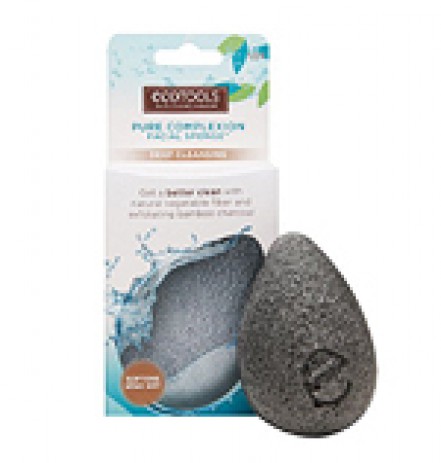 ECOTOOLS
PURE COMPLEXION
FACIAL SPONGE
DEEP CLEANSING
Get a better clean with
natural vegetable fiber and
exfoliating bamboo charcoal
e